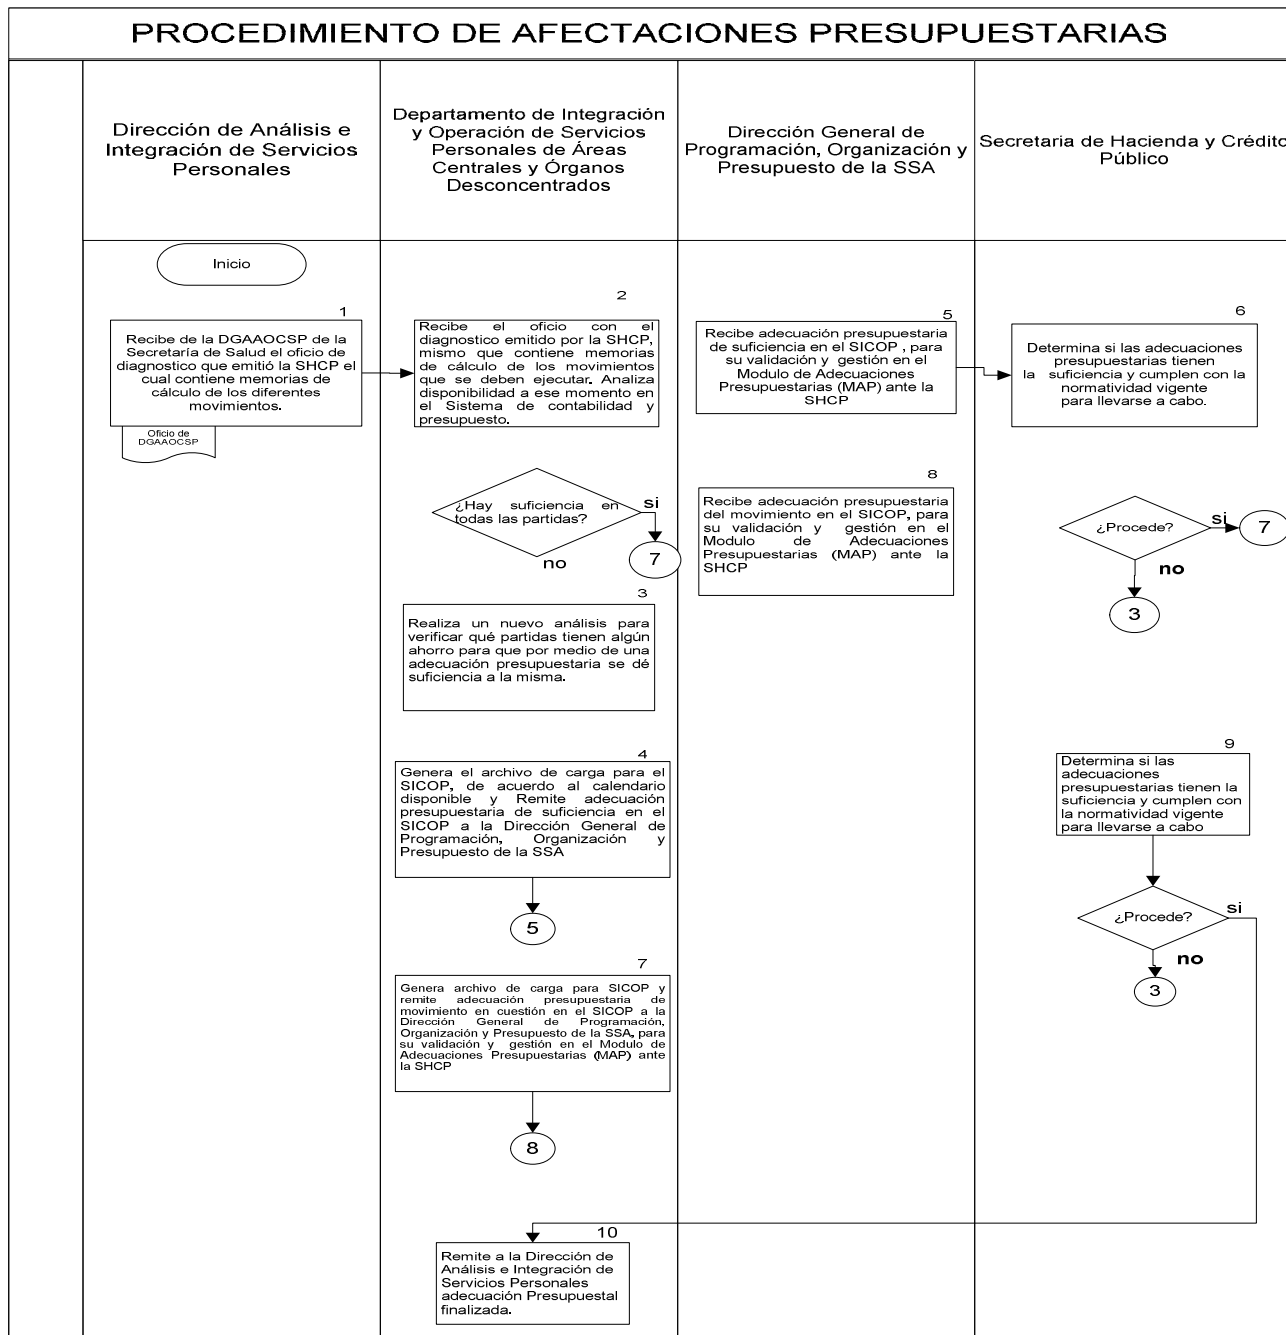 PROCEDIMIENTO DE AFECTACIONES PRESUPUESTARIAS
Dirección de Análisis e
Integración de Servicios
Personales
Departamento de Integración
y Operación de Servicios
Personales de Áreas
Centrales y Órganos
Desconcentrados
Dirección General de
Programación, Organización y
Presupuesto de la SSA
Secretaria de Hacienda y Crédito
Público
Inicio
1
Recibe de la DGAAOCSP de la
Secretaría de Salud el oficio de
diagnostico que emitió la SHCP el
cual contiene memorias de
cálculo de los diferentes
movimientos.
Oficio de
DGAAOCSP
2
Recibe el oficio con el
diagnostico emitido por la SHCP,
mismo que contiene memorias
de cálculo de los movimientos
que se deben ejecutar. Analiza
disponibilidad a ese momento en
el Sistema de contabilidad y
presupuesto.
¿Hay suficiencia en
todas las partidas?
si
7
no
3
Realiza un nuevo análisis para
verificar qué partidas tienen algún
ahorro para que por medio de una
adecuación presupuestaria se dé
suficiencia a la misma.
4
Genera el archivo de carga para el
SICOP, de acuerdo al calendario
disponible y Remite adecuación
presupuestaria de suficiencia en el
SICOP a la Dirección General de
Programación, Organización y
Presupuesto de la SSA
5
7
Genera archivo de carga para SICOP y
remite adecuación presupuestaria de
movimiento en cuestión en el SICOP a la
Dirección General de Programación,
Organización y Presupuesto de la SSA, para
su validación y gestión en el Modulo de
Adecuaciones Presupuestarias (MAP) ante
la SHCP
8
10
Remite a la Dirección de
Análisis e Integración de
Servicios Personales
adecuación Presupuestal
finalizada.
5
Recibe adecuación presupuestaria
de suficiencia en el SICOP , para
su validación y gestión en el
Modulo de Adecuaciones
Presupuestarias (MAP) ante la
SHCP
8
Recibe adecuación presupuestaria
del movimiento en el SICOP, para
su validación y gestión en el
Modulo de Adecuaciones
Presupuestarias (MAP) ante la
SHCP
6
Determina si las adecuaciones
presupuestarias tienen
la suficiencia y cumplen con la
normatividad vigente
para llevarse a cabo.
¿Procede?
si
7
no
3
9
Determina si las
adecuaciones
presupuestarias tienen la
suficiencia y cumplen con
la normatividad vigente
para llevarse a cabo
¿Procede?
si
no
3